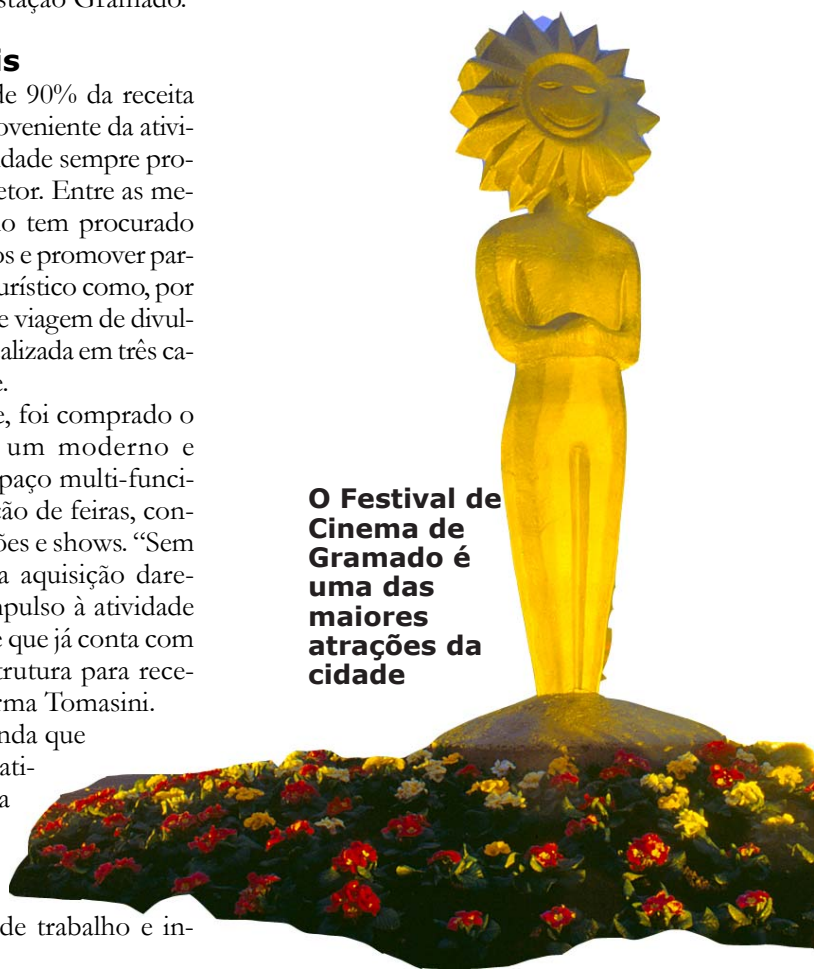 stação Gramado.
is
de 90% da receita
oveniente da ativi-
idade sempre pro-
etor. Entre as me-
o tem procurado
os e promover par-
urístico como, por
e viagem de divul-
alizada em três ca-
e.
e, foi comprado o
um moderno e
paço multi-funci-
ção de feiras, con-
ões e shows. “Sem
a aquisição dare-
mpulso à atividade
e que já conta com
trutura para rece-
rma Tomasini.
nda que
ati-
a
de trabalho e in-
O Festival de
Cinema de
Gramado é
uma das
maiores
atrações da
cidade